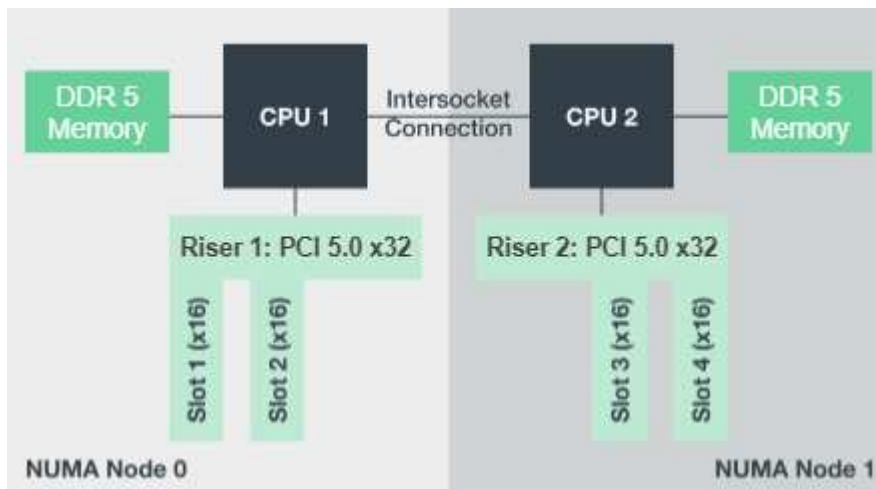 DDR 5
Memory
CPU 1
Intersocket
Connection
CPU 2
DDR 5
Memory
Riser 1: PCI 5.0 x32
Riser 2: PCI 5.0 x32
Slot 1 (x16)
Slot 2 (x16)
Slot 3 (x16)
Slot 4 (x16)
NUMA Node 0
NUMA Node 1